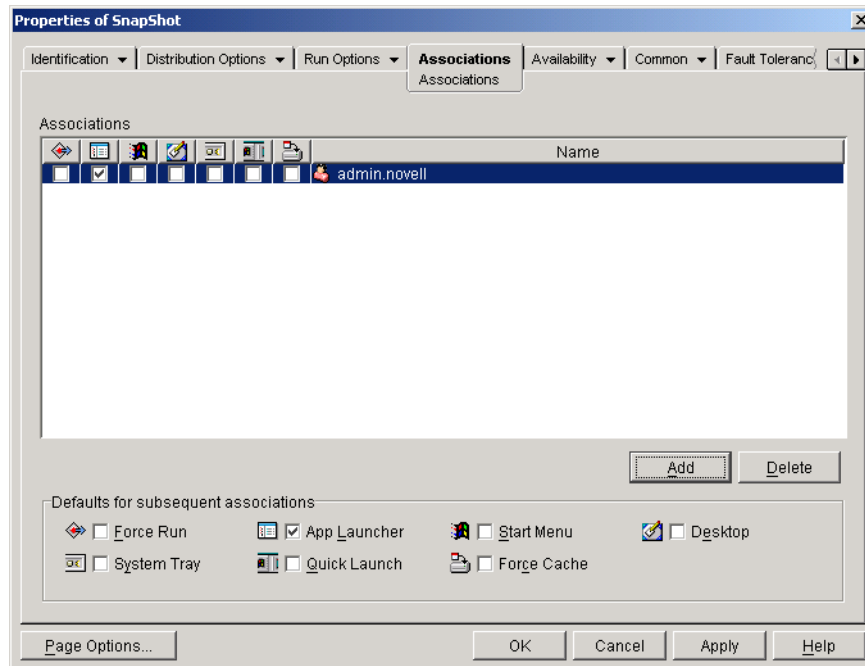 Properties of SnapShot
Identification Distribution Options Run Options Associations Availability Common Fault Toleranc
Associations
Associations
Name
admin.novell
Add Delete
Defaults for subsequent associations
Force Run App Launcher Start Menu Desktop
System Tray Quick Launch Force Cache
Page Options... OK Cancel Apply Help